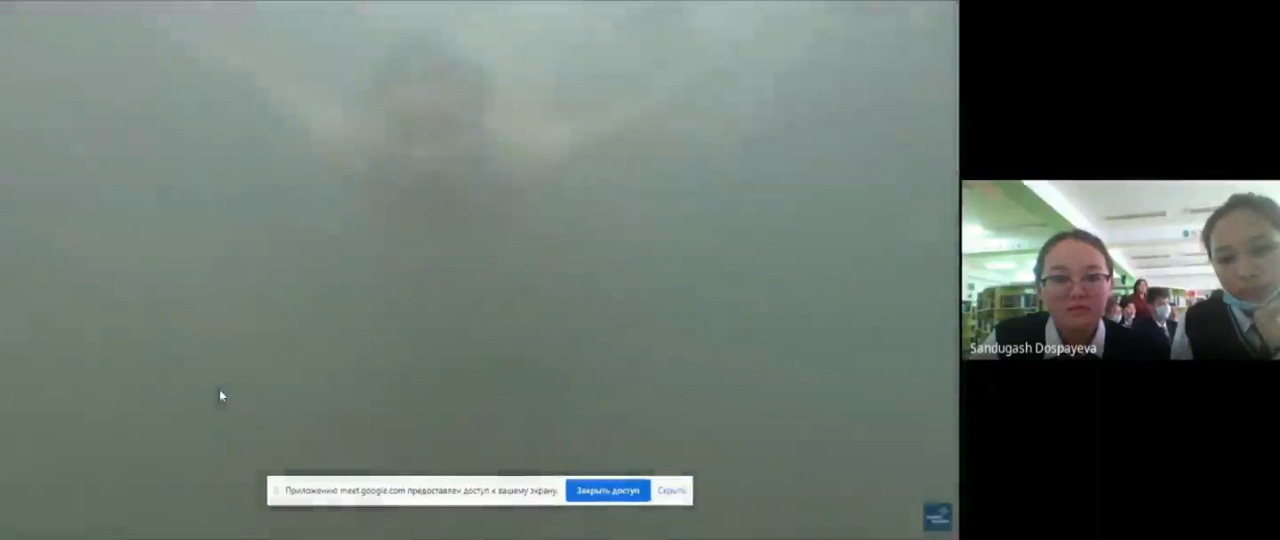 Приложению meet.google.com предоставлен доступ к вашему экрану.
Закрыть доступ
Скрыть
Sandugash Dospayeva